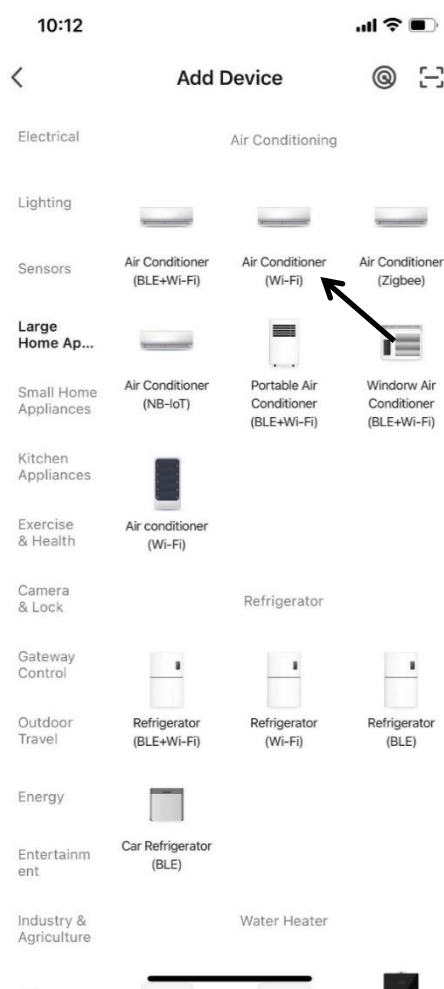 10:12
Add Device
Electrical
Lighting
Sensors
Large
Home Ap...
Small Home
Appliances
Kitchen
Appliances
Exercise
& Health
Camera
& Lock
Gateway
Control
Outdoor
Travel
Energy
Entertainm
ent
Industry &
Agriculture
Air Conditioning
Air Conditioner
(BLE+Wi-Fi)
Air Conditioner
(Wi-Fi)
Air Conditioner
(Zigbee)
Air Conditioner
(NB-IoT)
Portable Air
Conditioner
(BLE+Wi-Fi)
Windorw Air
Conditioner
(BLE+Wi-Fi)
Air conditioner
(Wi-Fi)
Refrigerator
Refrigerator
(BLE+Wi-Fi)
Refrigerator
(Wi-Fi)
Refrigerator
(BLE)
Car Refrigerator
(BLE)
Water Heater